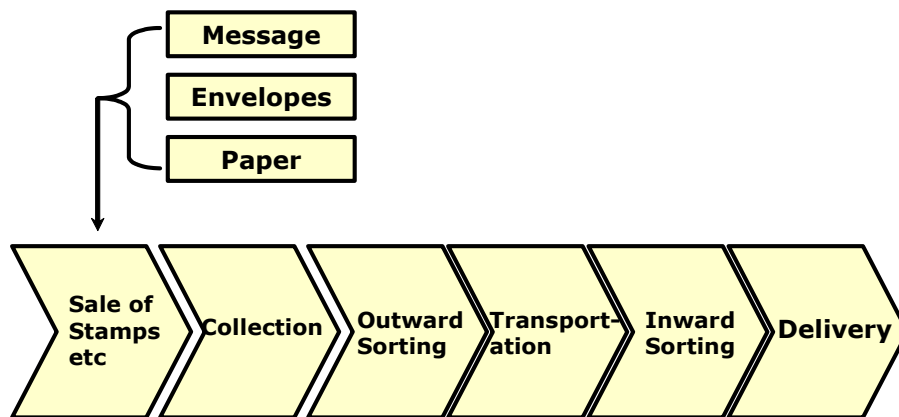 Message
Envelopes
Paper
Sale of
Stamps
etc
Collection
Outward
Sorting
Transport-
ation
Inward
Sorting
Delivery